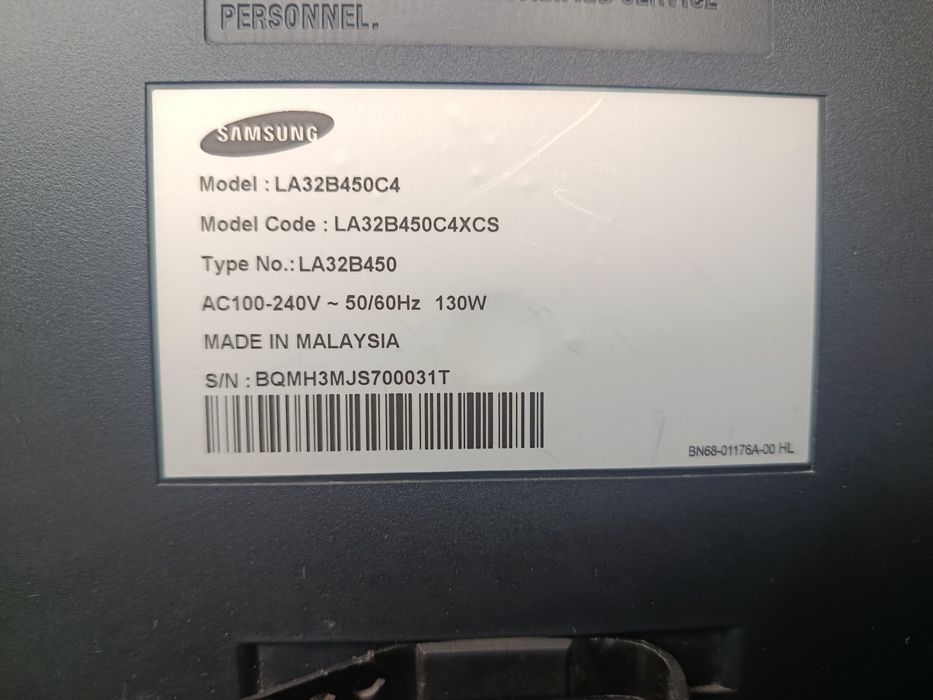 SERVICE
PERSONNEL.
SAMSUNG
Model : LA32B450C4
Model Code : LA32B450C4XCS
Type No.: LA32B450
AC100-240V ~ 50/60Hz 130W
MADE IN MALAYSIA
S/N : BQMH3MJS700031T
BN68-01176A-00 HL